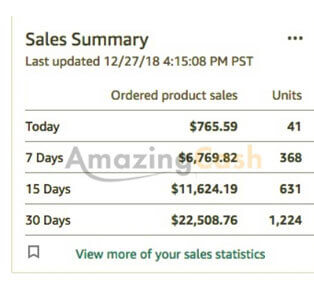 Sales Summary ...
Last updated 12/27/18 4:15:08 PM PST
Ordered product sales Units
Today $765.59 41
7 Days $6,769.82 368
AmazingCash
15 Days $11,624.19 631
30 Days $22,508.76 1,224
View more of your sales statistics